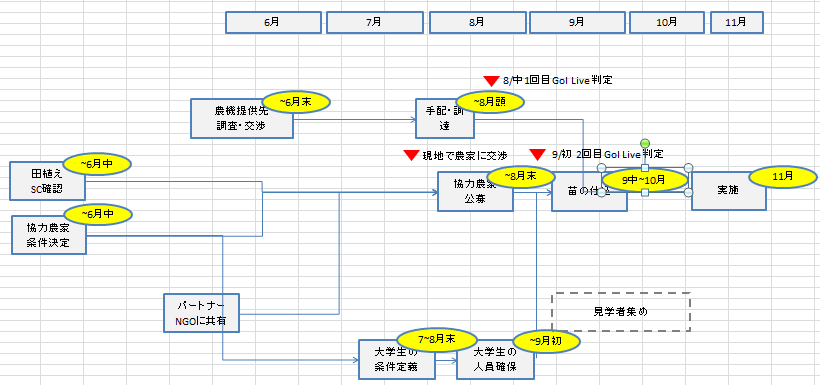 6月
7月
8月
9月
10月
11月
8/中1回目Go! Live判定
農機提供先
調査・交渉
~6月末
手配・調
達
~8月頭
現地で農家に交渉
9/初 2回目Go! Live判定
田植え
SC確認
~6月中
協力農家
公募
~8月末
苗の仕込
9中~10月
実施
11月
協力農家
条件決定
~6月中
パートナー
NGOに共有
見学者集め
大学生の
条件定義
7~8月末
大学生の
人員確保
~9月初